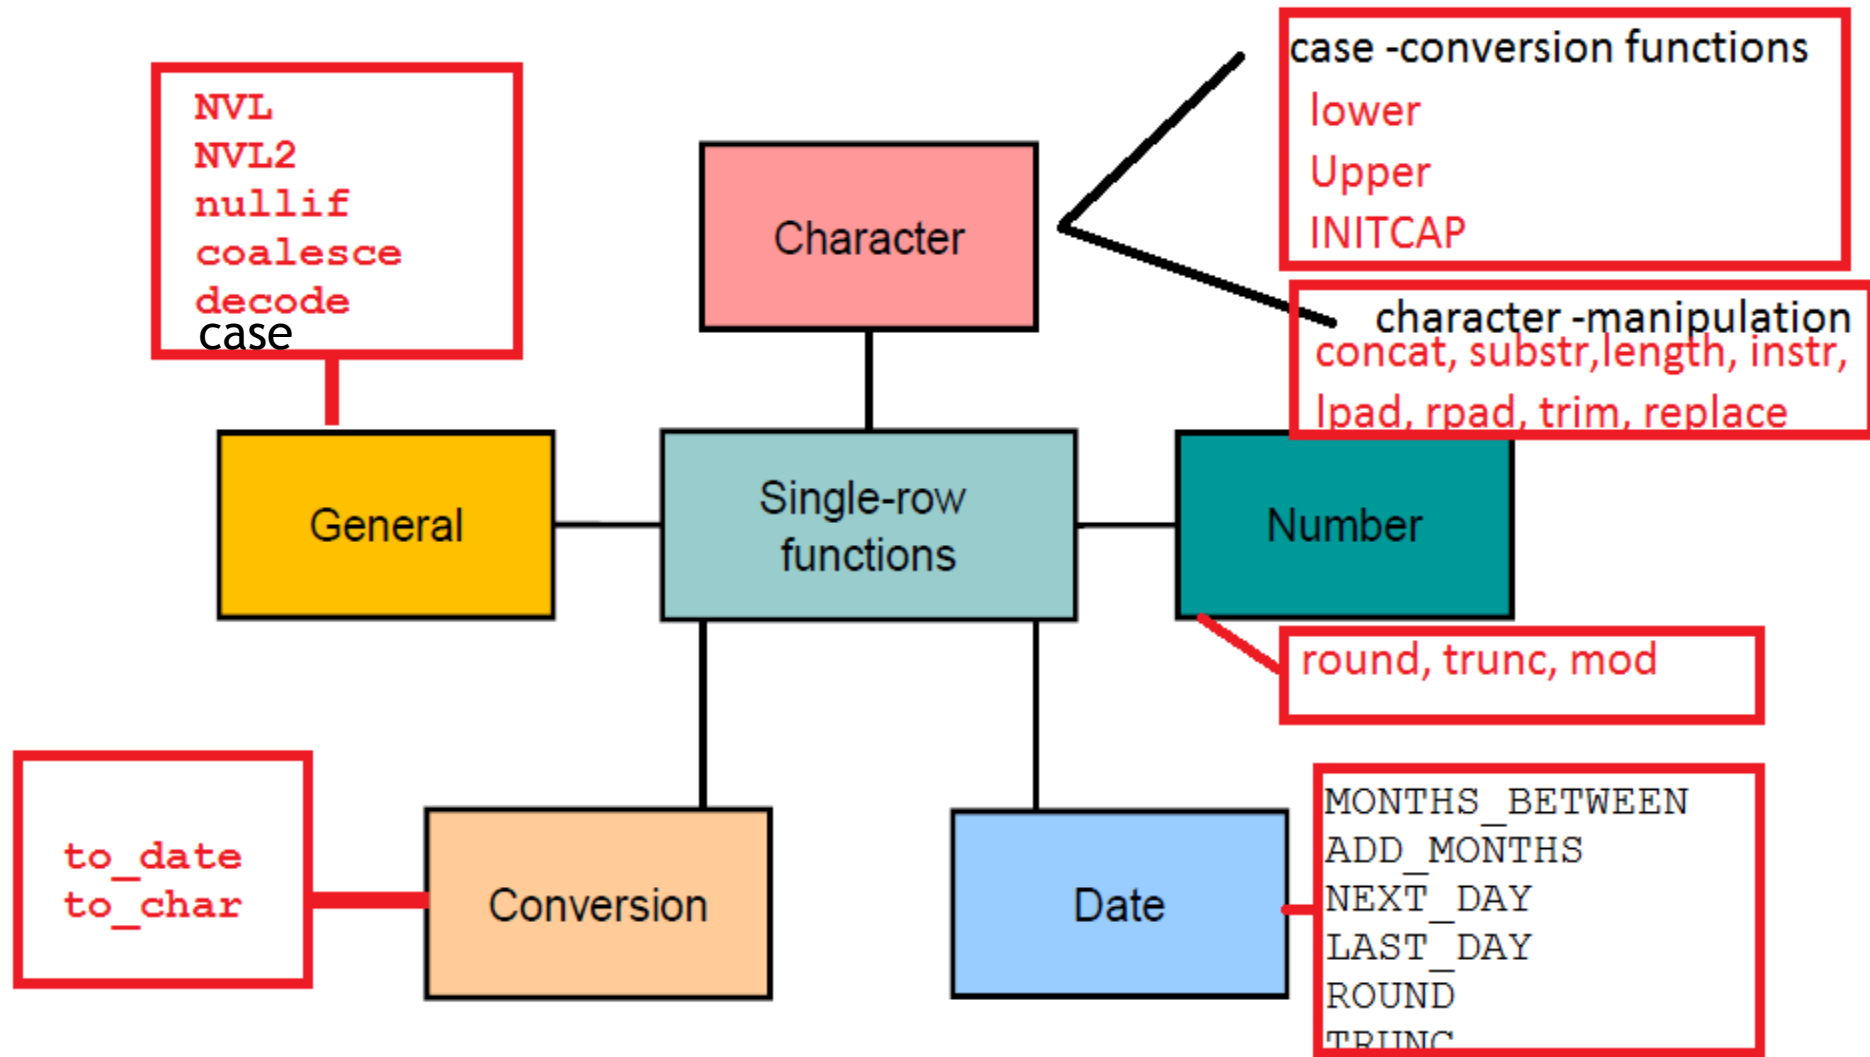 NVL
NVL2
nullif
coalesce
decode
case
Character
case -conversion functions
lower
Upper
INITCAP
character -manipulation
concat, substr,length, instr,
lpad, rpad, trim, replace
General
Single-row
functions
Number
round, trunc, mod
to_date
to_char
Conversion
Date
MONTHS_BETWEEN
ADD_MONTHS
NEXT_DAY
LAST_DAY
ROUND
TRUNC